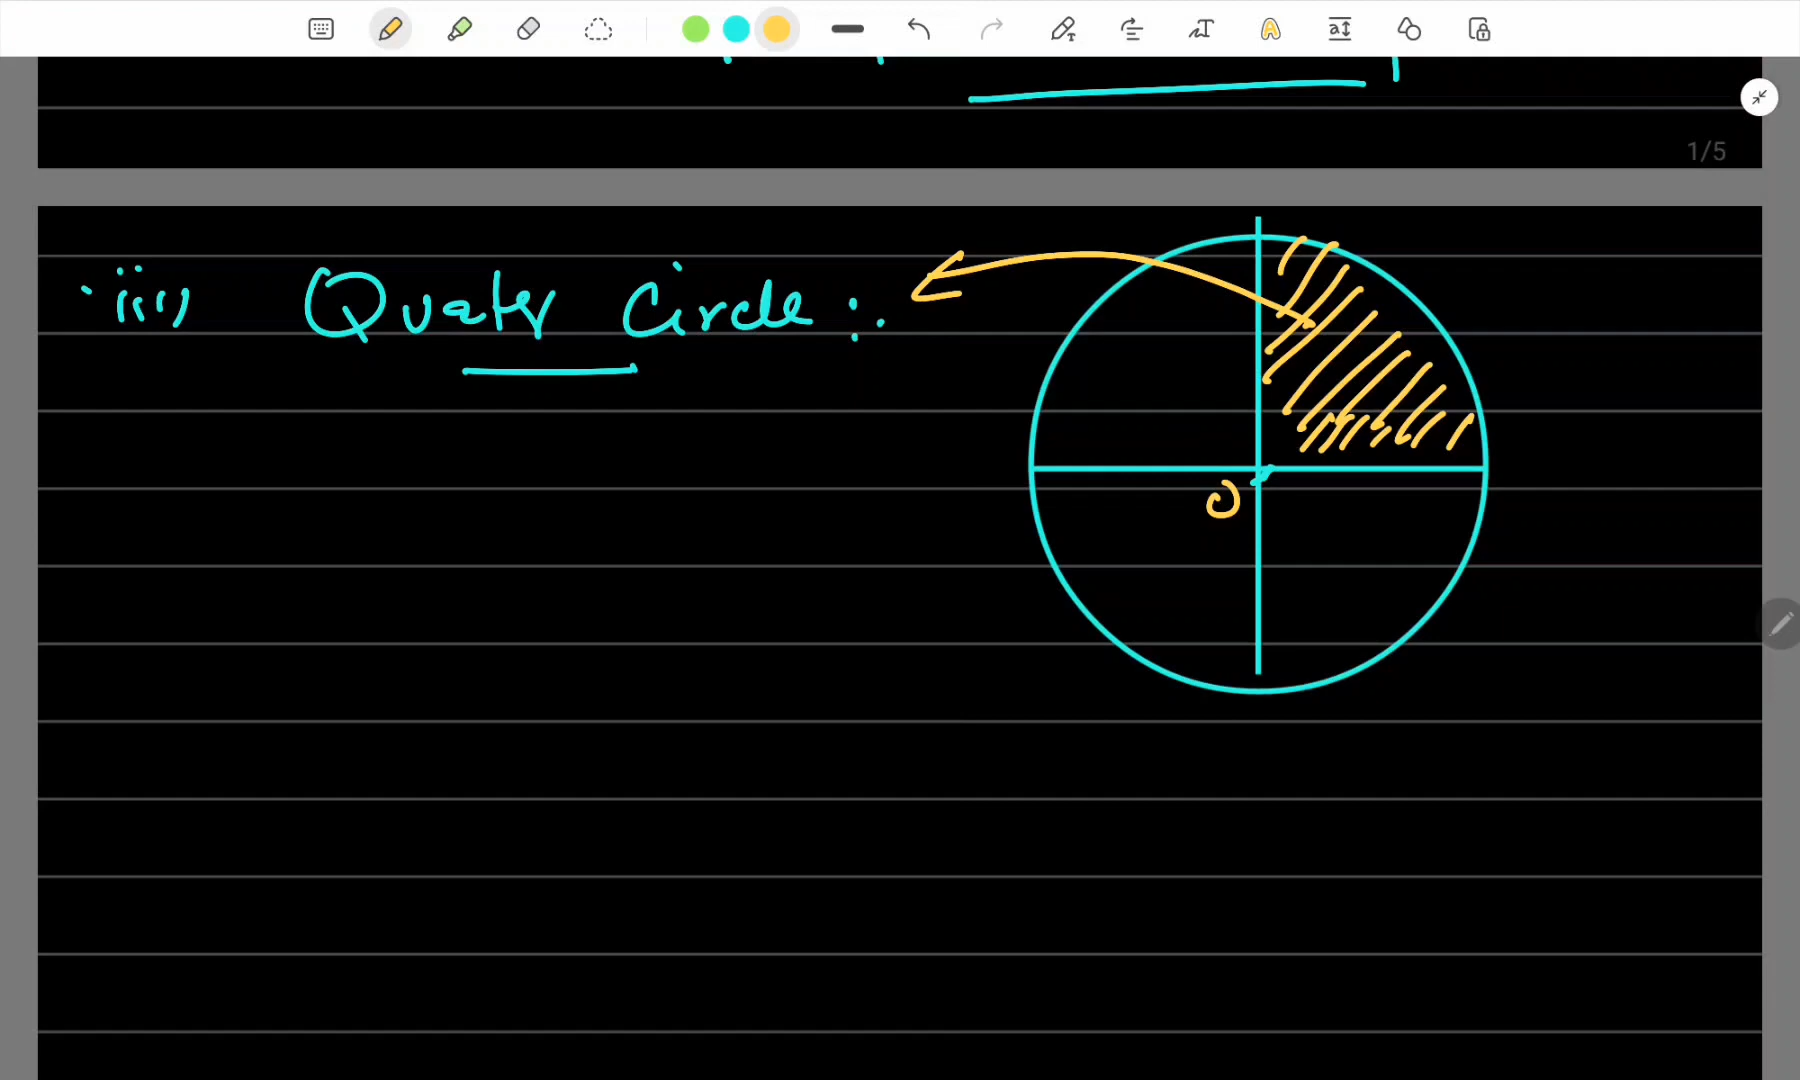 1/5
iii) Quater Circle :.
O